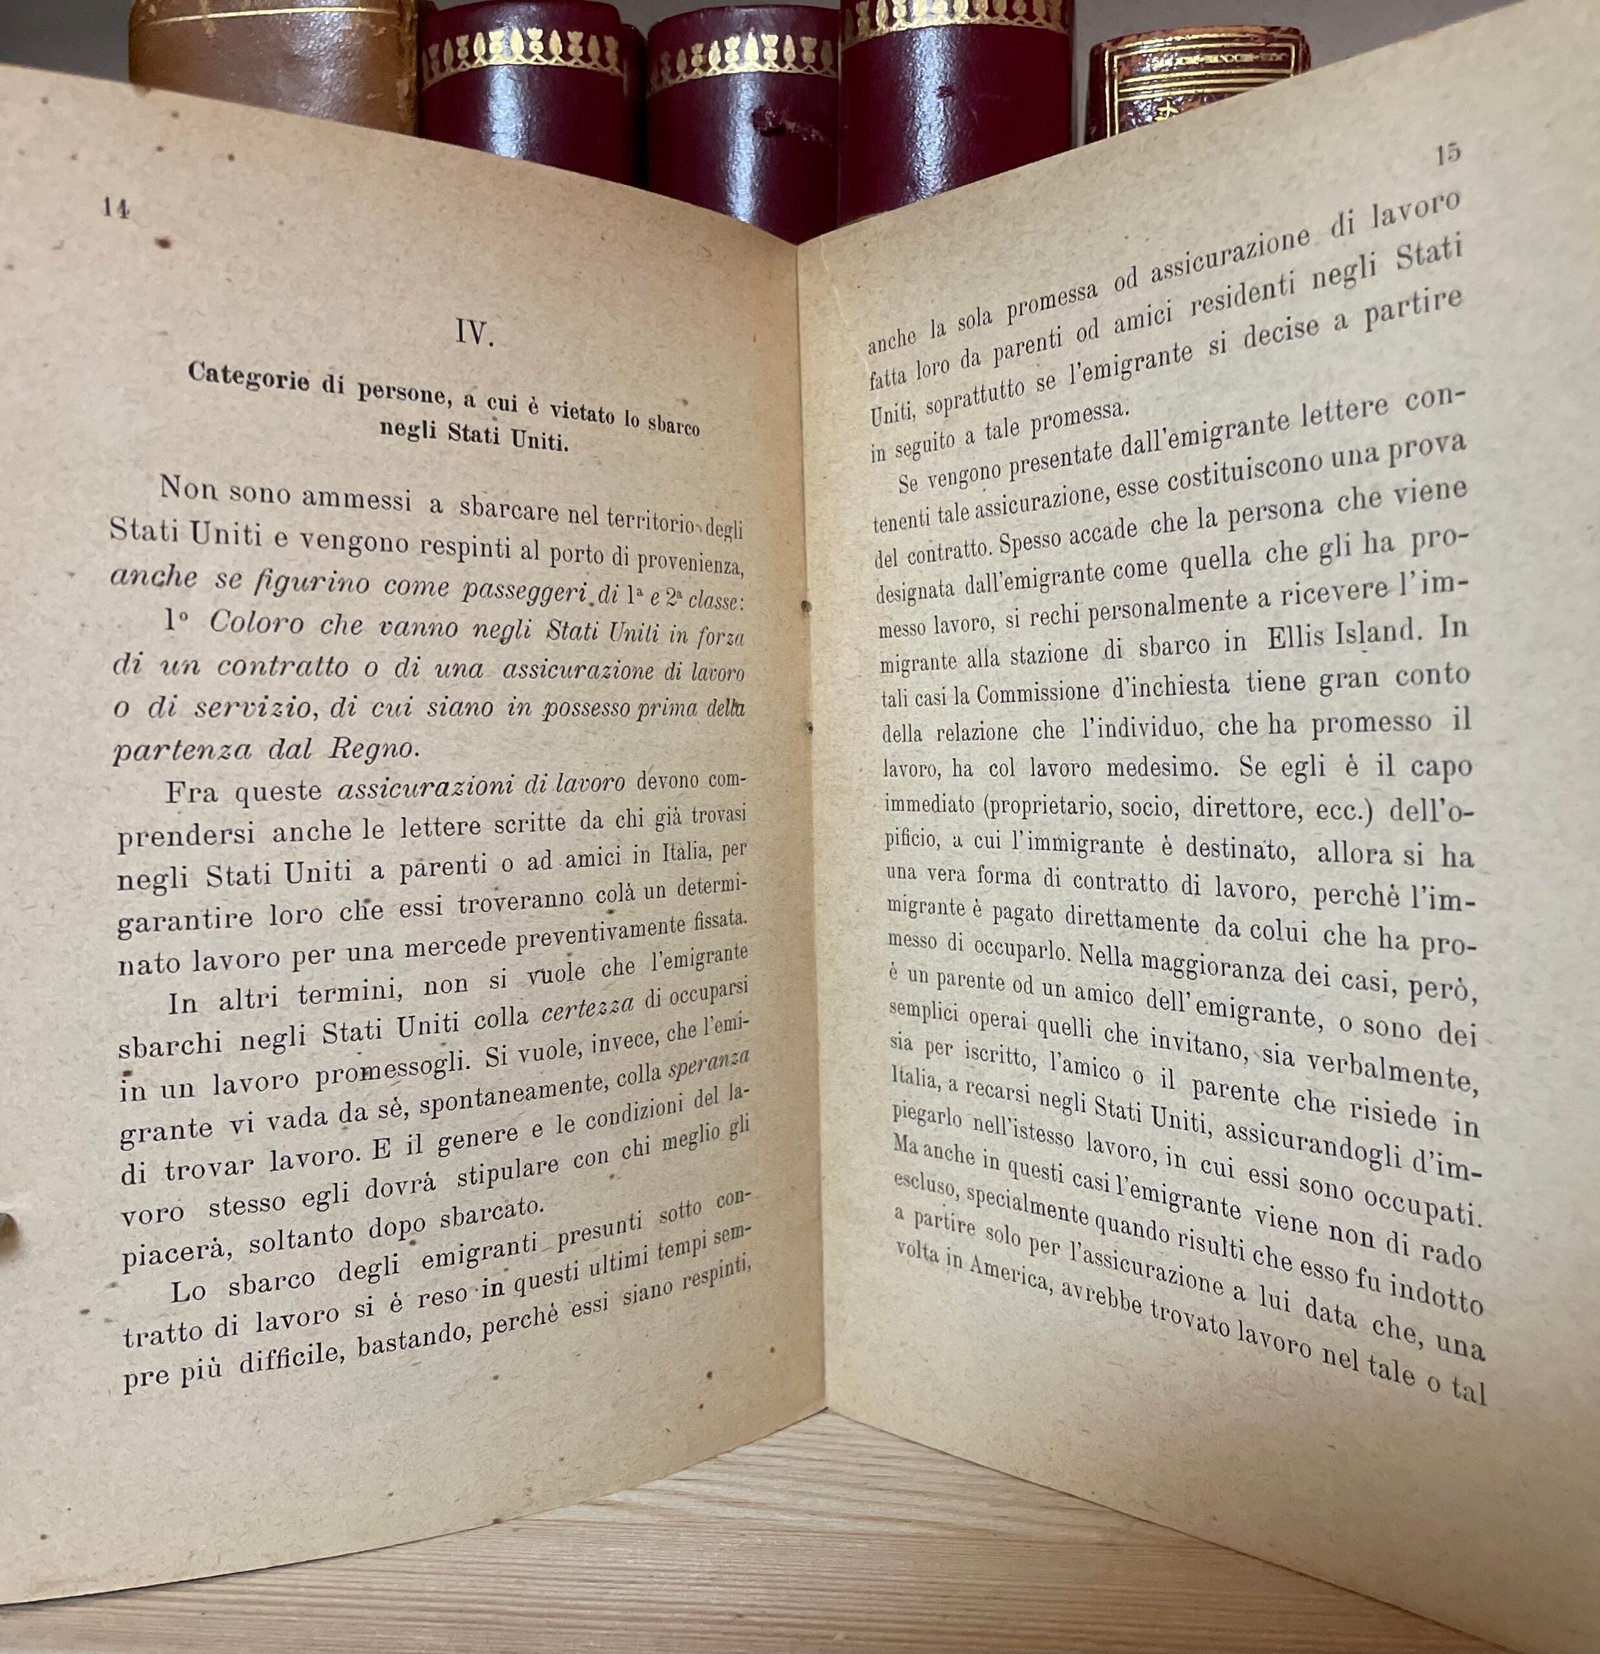 14
IV.
Categorie di persone, a cui è vietato lo sbarco
negli Stati Uniti.
Non sono ammessi a sbarcare nel territorio degli
Stati Uniti e vengono respinti al porto di provenienza,
anche se figurino come passeggeri di 1ª e 2ª classe:
1º Coloro che vanno negli Stati Uniti in forza
di un contratto o di una assicurazione di lavoro
o di servizio, di cui siano in possesso prima della
partenza dal Regno.
Fra queste assicurazioni di lavoro devono com-
prendersi anche le lettere scritte da chi già trovasi
negli Stati Uniti a parenti o ad amici in Italia, per
garantire loro che essi troveranno colà un determi-
nato lavoro per una mercede preventivamente fissata.
In altri termini, non si vuole che l'emigrante
sbarchi negli Stati Uniti colla certezza di occuparsi
in un lavoro promessogli. Si vuole, invece, che l'emi-
grante vi vada da sè, spontaneamente, colla speranza
di trovar lavoro. E il genere e le condizioni del la-
voro stesso egli dovrà stipulare con chi meglio gli
piacerà, soltanto dopo sbarcato.
Lo sbarco degli emigranti presunti sotto con-
tratto di lavoro si è reso in questi ultimi tempi sem-
pre più difficile, bastando, perchè essi siano respinti,
15
anche la sola promessa od assicurazione di lavoro
fatta loro da parenti od amici residenti negli Stati
Uniti, soprattutto se l'emigrante si decise a partire
in seguito a tale promessa.
Se vengono presentate dall'emigrante lettere con-
tenenti tale assicurazione, esse costituiscono una prova
del contratto. Spesso accade che la persona che viene
designata dall'emigrante come quella che gli ha pro-
messo lavoro, si rechi personalmente a ricevere l'im-
migrante alla stazione di sbarco in Ellis Island. In
tali casi la Commissione d'inchiesta tiene gran conto
della relazione che l'individuo, che ha promesso il
lavoro, ha col lavoro medesimo. Se egli è il capo
immediato (proprietario, socio, direttore, ecc.) dell'o-
pificio, a cui l'immigrante è destinato, allora si ha
una vera forma di contratto di lavoro, perchè l'im-
migrante è pagato direttamente da colui che ha pro-
messo di occuparlo. Nella maggioranza dei casi, però,
è un parente od un amico dell'emigrante, o sono dei
semplici operai quelli che invitano, sia verbalmente,
sia per iscritto, l'amico o il parente che risiede in
Italia, a recarsi negli Stati Uniti, assicurandogli d'im-
piegarlo nell'istesso lavoro, in cui essi sono occupati.
Ma anche in questi casi l'emigrante viene non di rado
escluso, specialmente quando risulti che esso fu indotto
a partire solo per l'assicurazione a lui data che, una
volta in America, avrebbe trovato lavoro nel tale o tal